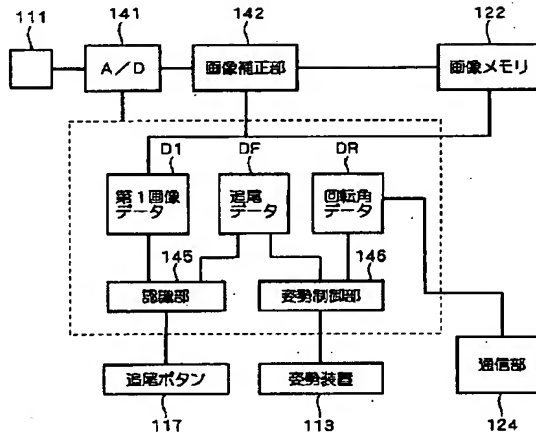 111
141
142
122
A/D
画像補正部
画像メモリ
D1
DF
DR
第1画像
データ
追尾
データ
回転角
データ
145
146
認識部
姿勢制御部
追尾ボタン
姿勢装置
通信部
117
113
124